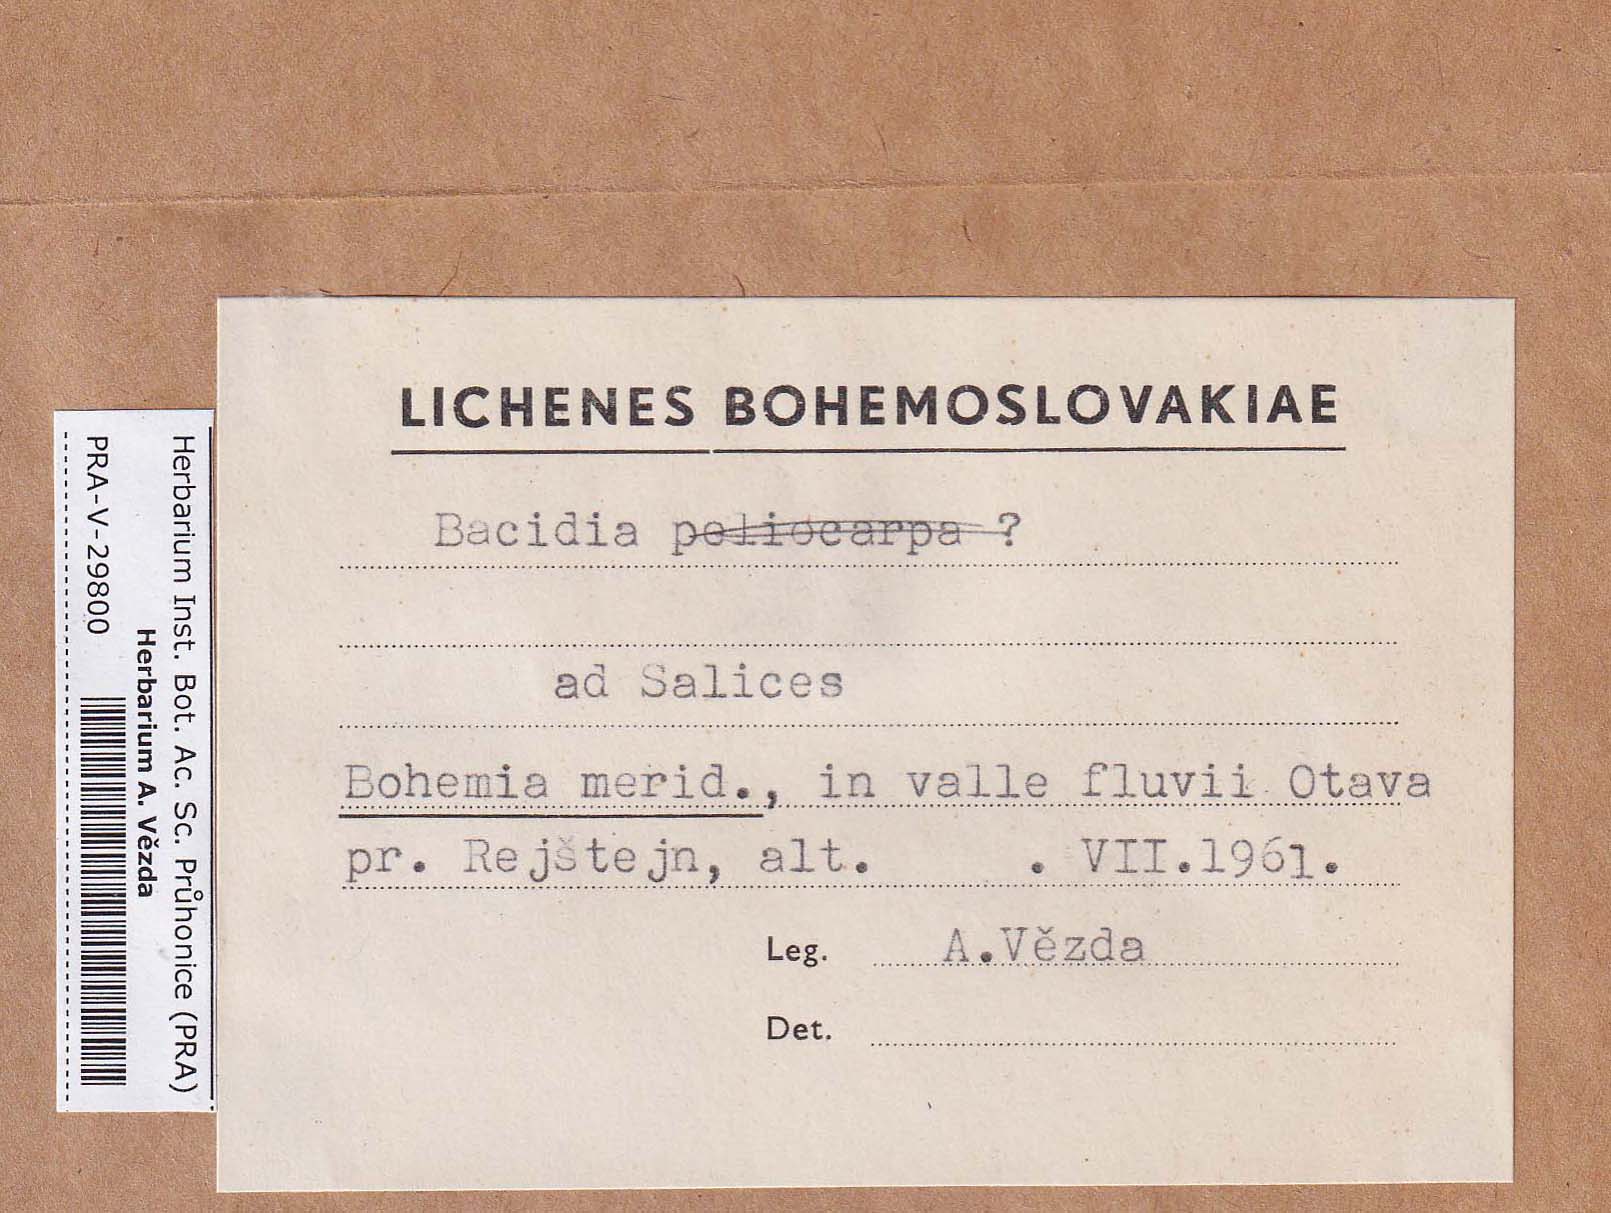 LICHENES BOHEMOSLOVAKIAE
Bacidia poliocarpa ?
ad Salices
Bohemia merid., in valle fluvii Otava
pr. Rejštejn, alt. . VII.1961.
Leg. A.Vězda
Det.
Herbarium Inst. Bot. Ac. Sc. Průhonice (PRA)
Herbarium A. Vězda
PRA-V-29800